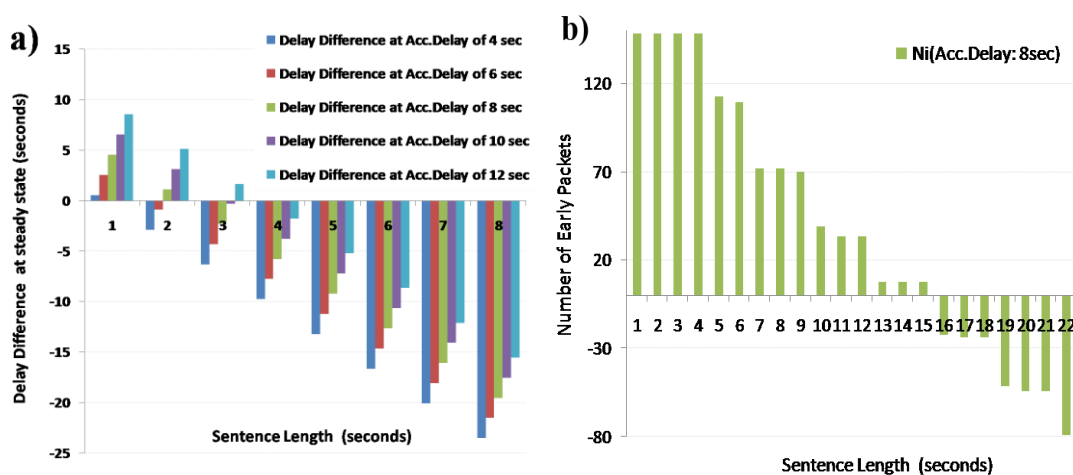 a)
Delay Difference at steady state (seconds)
15
10
5
0
-5
-10
-15
-20
-25
Delay Difference at Acc.Delay of 4 sec
Delay Difference at Acc.Delay of 6 sec
Delay Difference at Acc.Delay of 8 sec
Delay Difference at Acc.Delay of 10 sec
Delay Difference at Acc.Delay of 12 sec
1 2 3 4 5 6 7 8
Sentence Length (seconds)
b)
Number of Early Packets
120
70
20
-30
-80
Ni(Acc.Delay: 8sec)
1 2 3 4 5 6 7 8 9 10 11 12 13 14 15 16 17 18 19 20 21 22
Sentence Length (seconds)